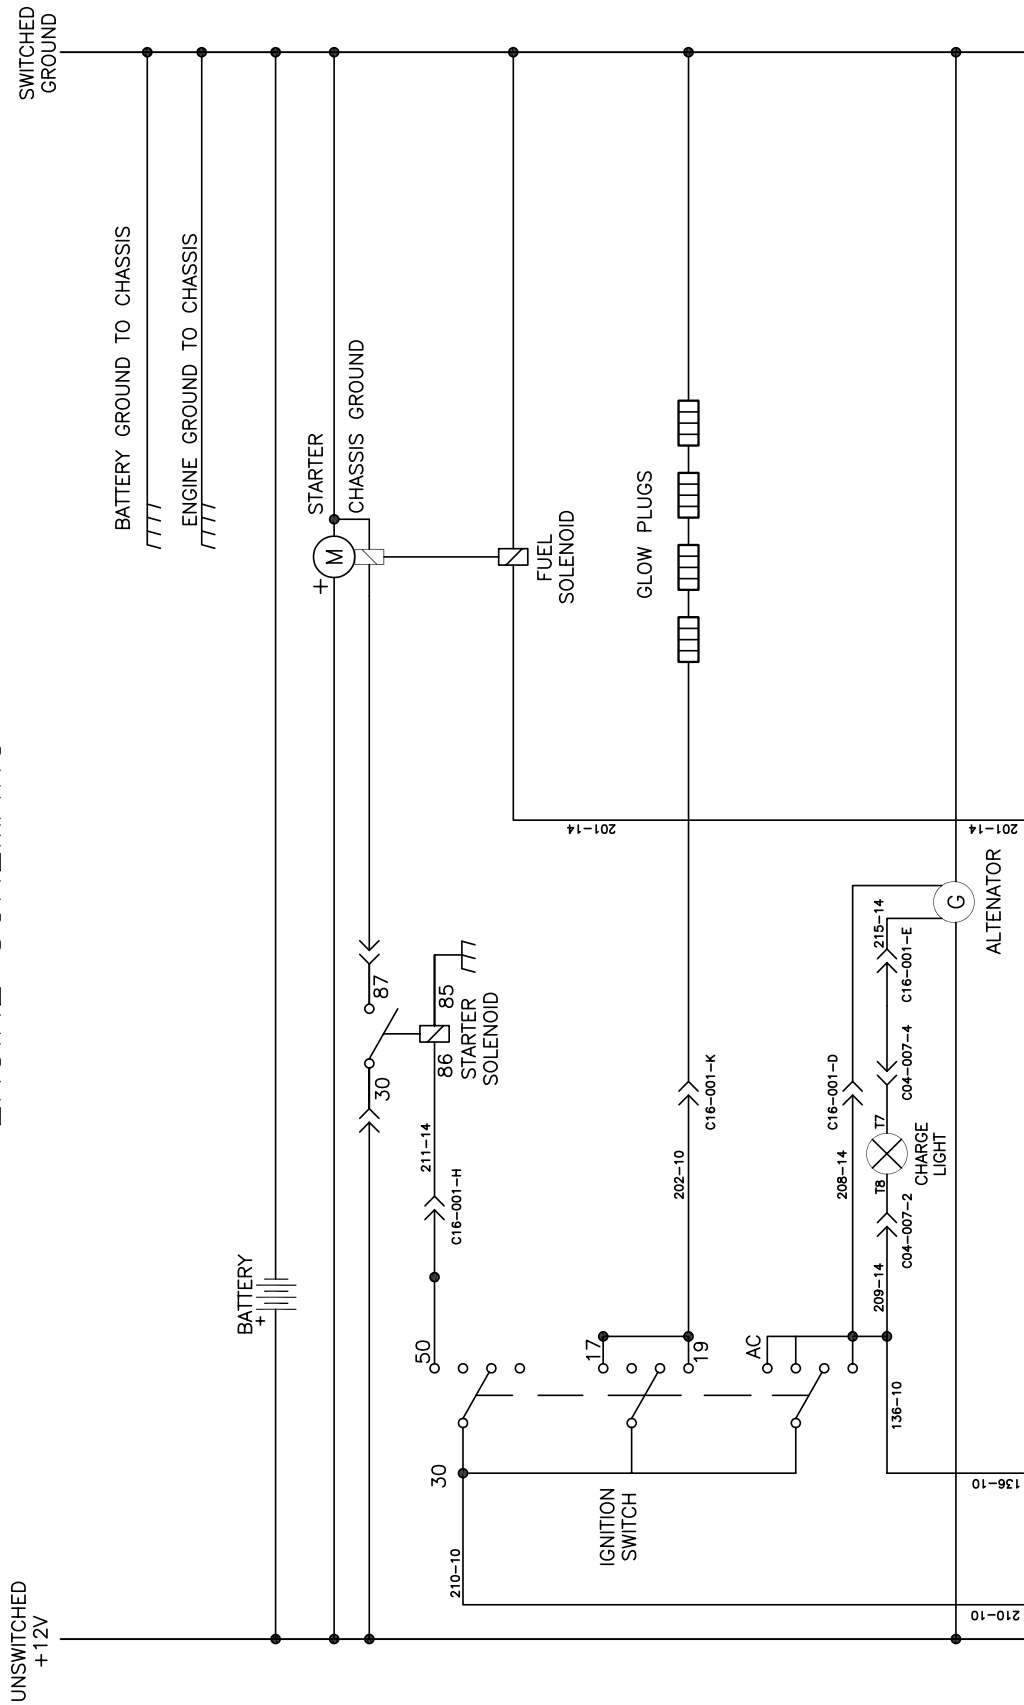 SWITCHED
GROUND
BATTERY GROUND TO CHASSIS
ENGINE GROUND TO CHASSIS
STARTER
CHASSIS GROUND
+
M
FUEL
SOLENOID
GLOW PLUGS
201-14
201-14
ALTENATOR
G
215-14
C16-001-E
87
30
85
86
STARTER
SOLENOID
211-14
C16-001-H
C16-001-K
202-10
C16-001-D
208-14
C04-007-4
T7
T8
CHARGE
LIGHT
C04-007-2
209-14
BATTERY
+
50
17
19
AC
30
136-10
136-10
IGNITION
SWITCH
210-10
210-10
UNSWITCHED
+12V